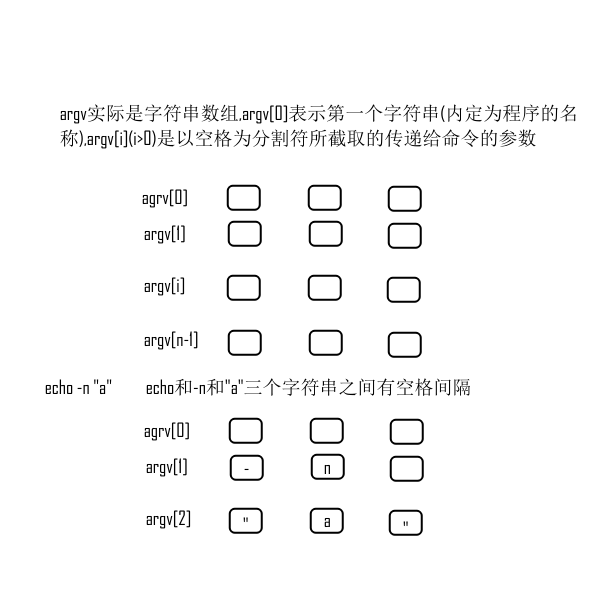 argv实际是字符串数组,argv[0]表示第一个字符串(内定为程序的名
称),argv[i](i>0)是以空格为分割符所截取的传递给命令的参数
agrv[0]
argv[1]
argv[i]
argv[n-1]
echo -n "a" echo和-n和"a"三个字符串之间有空格间隔
agrv[0]
argv[1] - n
argv[2] " a "